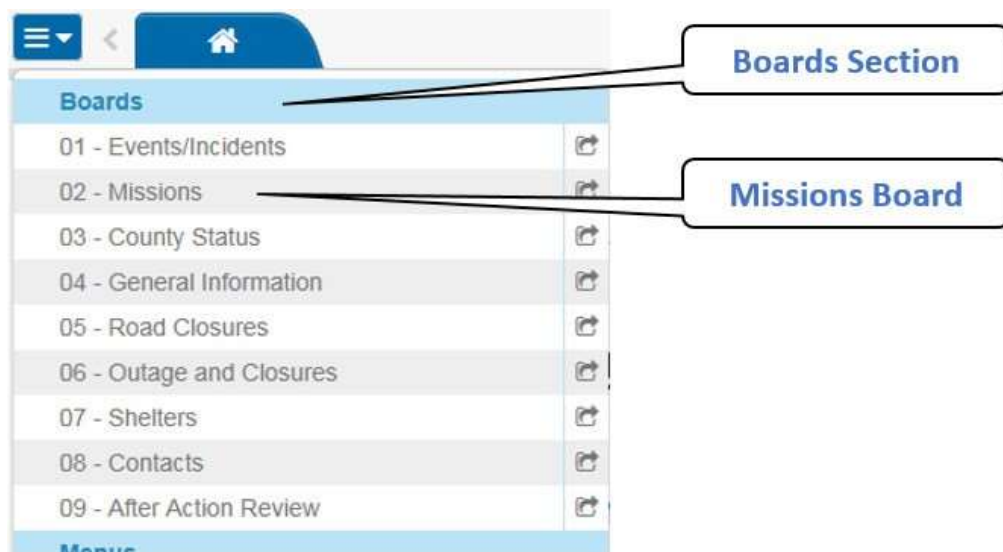 Boards Section
Boards
01 - Events/Incidents
02 - Missions
Missions Board
03 - County Status
04 - General Information
05 - Road Closures
06 - Outage and Closures
07 - Shelters
08 - Contacts
09 - After Action Review
Menus